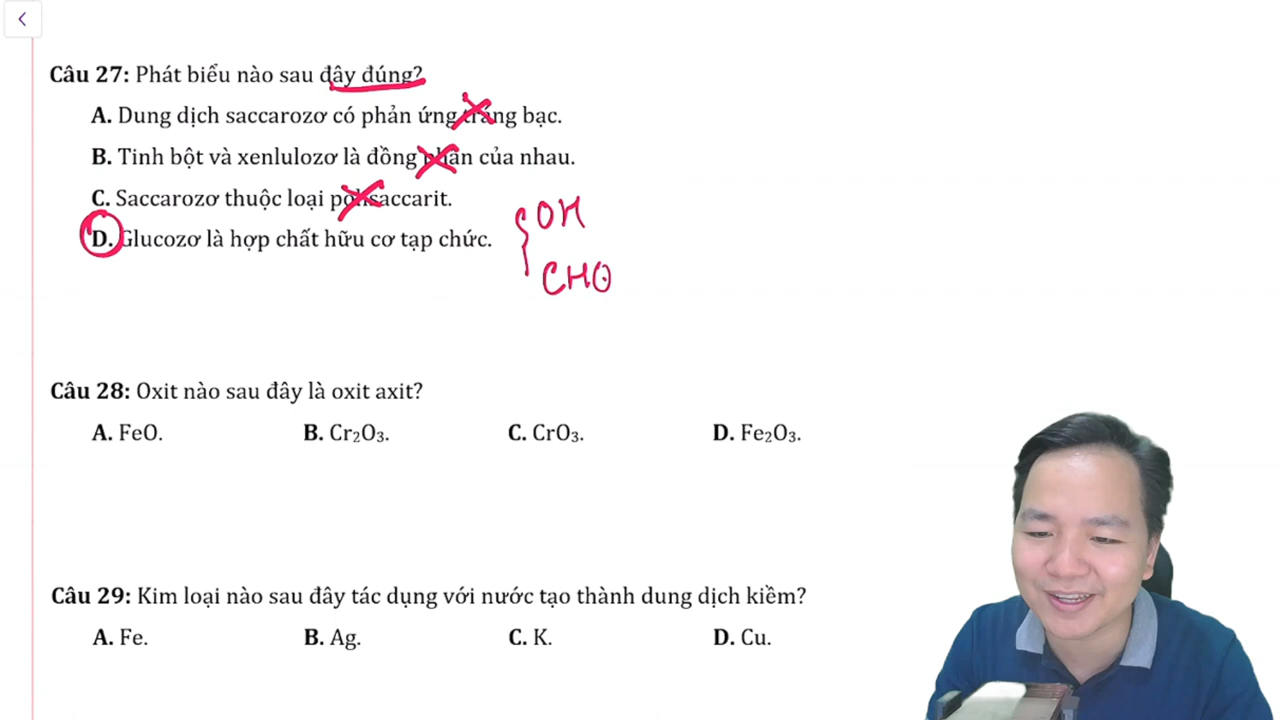 Câu 27: Phát biểu nào sau đây đúng?
A. Dung dịch saccarozơ có phản ứng tráng bạc.
B. Tinh bột và xenlulozơ là đồng phân của nhau.
C. Saccarozơ thuộc loại polisaccarit.
D. Glucozơ là hợp chất hữu cơ tạp chức.
OH
CHO
Câu 28: Oxit nào sau đây là oxit axit?
A. FeO. B. Cr₂O₃. C. CrO₃. D. Fe₂O₃.
Câu 29: Kim loại nào sau đây tác dụng với nước tạo thành dung dịch kiềm?
A. Fe. B. Ag. C. K. D. Cu.